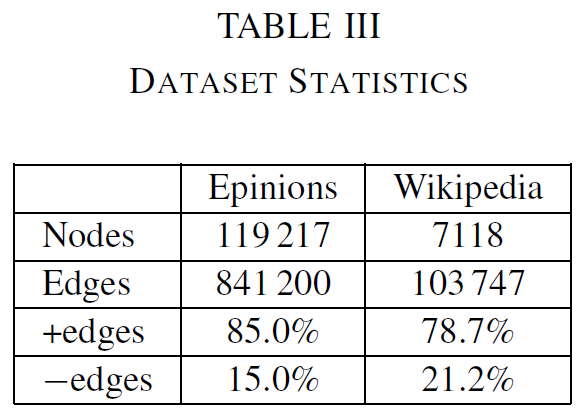 TABLE III
DATASET STATISTICS
Epinions Wikipedia
Nodes 119 217 7118
Edges 841 200 103 747
+edges 85.0% 78.7%
−edges 15.0% 21.2%